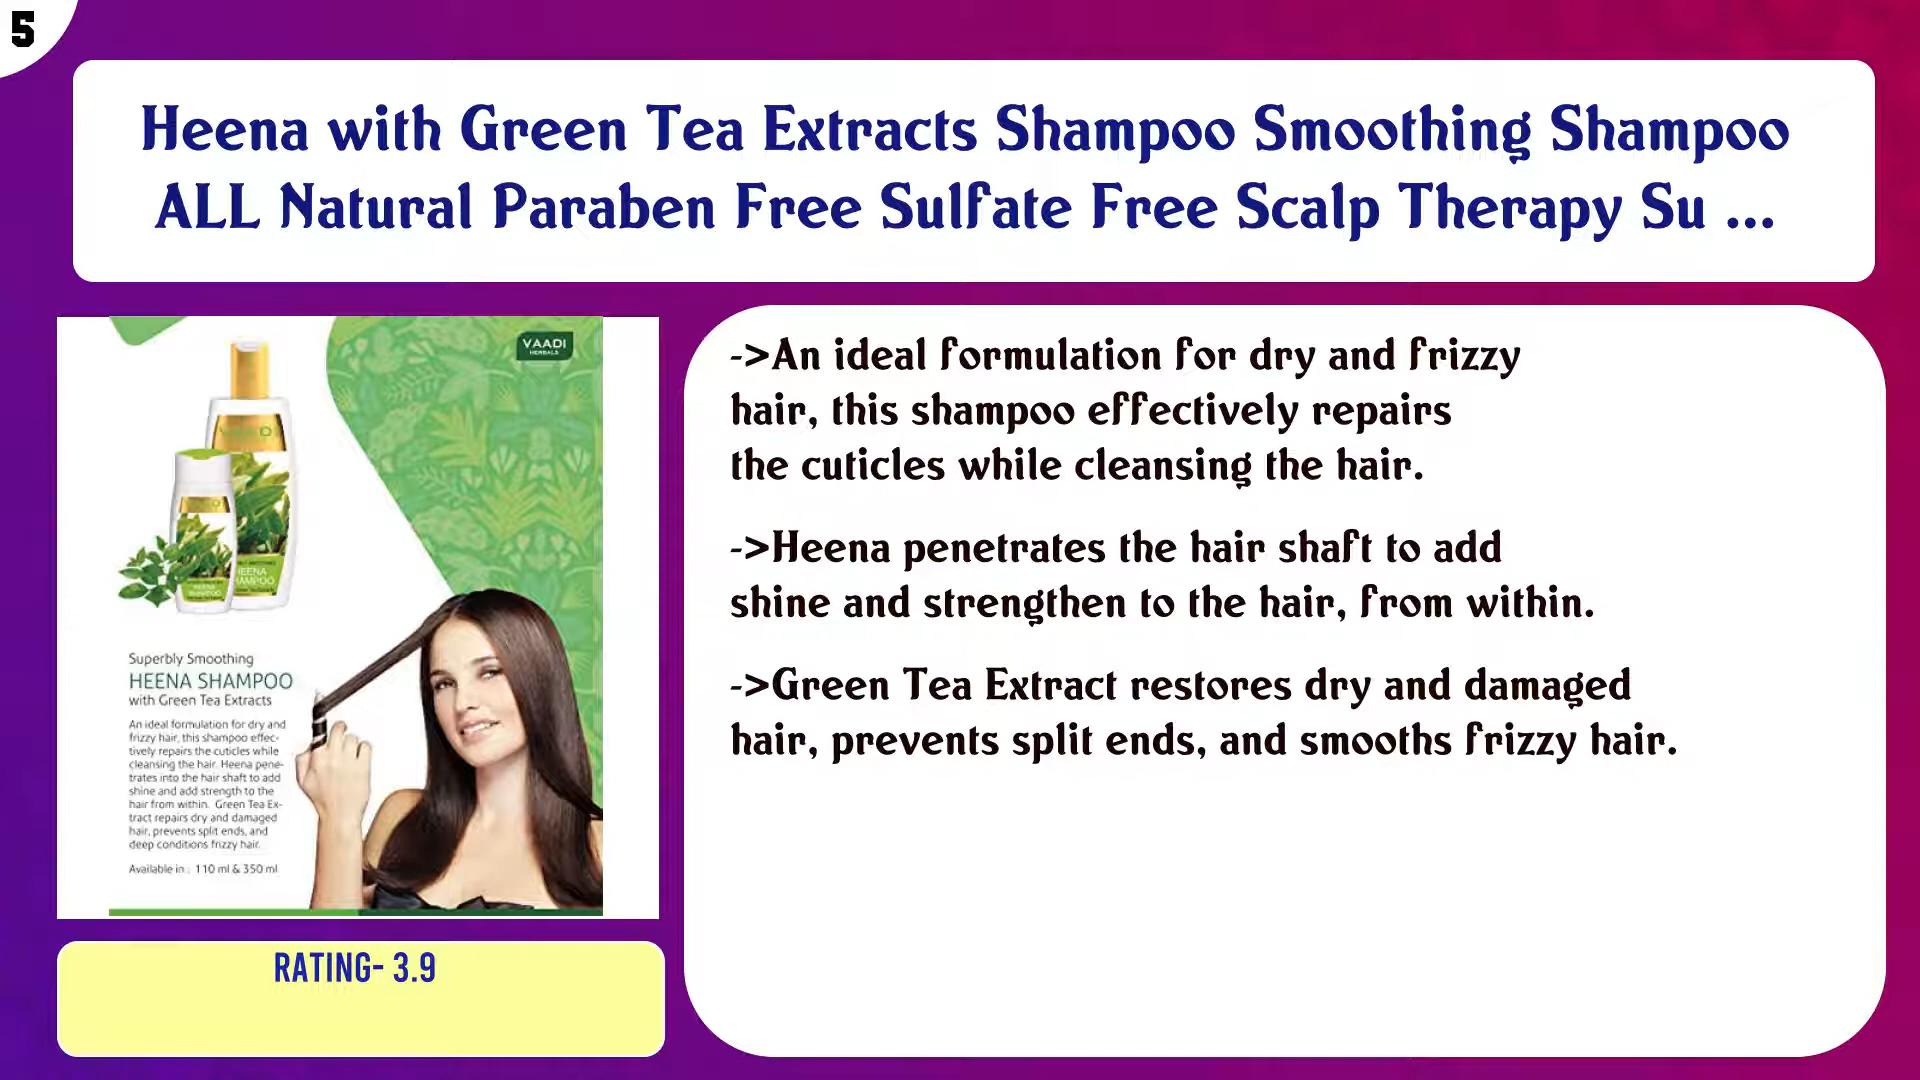 5
Heena with Green Tea Extracts Shampoo Smoothing Shampoo
ALL Natural Paraben Free Sulfate Free Scalp Therapy Su ...
VAADI
HERBALS
HEENA
SHAMPOO
Superbly Smoothing
HEENA SHAMPOO
with Green Tea Extracts
An ideal formulation for dry and
frizzy hair, this shampoo effec-
tively repairs the cuticles while
cleansing the hair. Heena pene-
trates into the hair shaft to add
shine and add strength to the
hair from within. Green Tea Ex-
tract repairs dry and damaged
hair, prevents split ends, and
deep conditions frizzy hair.
Available in : 110 ml & 350 ml
->An ideal formulation for dry and frizzy
hair, this shampoo effectively repairs
the cuticles while cleansing the hair.
->Heena penetrates the hair shaft to add
shine and strengthen to the hair, from within.
->Green Tea Extract restores dry and damaged
hair, prevents split ends, and smooths frizzy hair.
RATING- 3.9